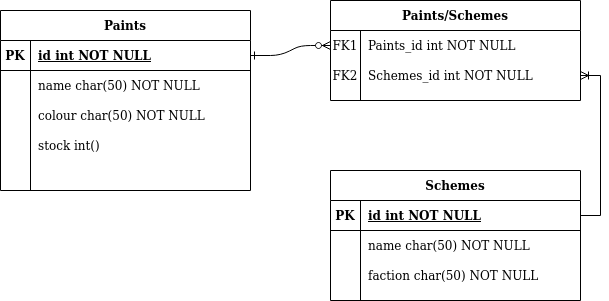 Paints
PK id int NOT NULL
name char(50) NOT NULL
colour char(50) NOT NULL
stock int()
Paints/Schemes
FK1 Paints_id int NOT NULL
FK2 Schemes_id int NOT NULL
Schemes
PK id int NOT NULL
name char(50) NOT NULL
faction char(50) NOT NULL